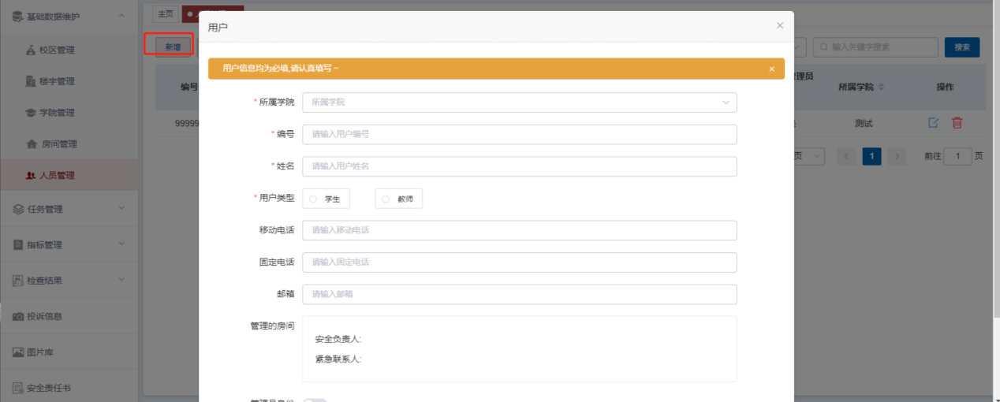 基础数据维护
校区管理
楼宇管理
学院管理
房间管理
人员管理
任务管理
指标管理
检查结果
投诉信息
图片库
安全责任书
主页
新增
输入关键字搜索
搜索
编号
所属学院
操作
99999
测试
页
1
前往 1 页
用户
用户信息均为必填,请认真填写 ~
* 所属学院 所属学院
* 编号 请输入用户编号
* 姓名 请输入用户姓名
* 用户类型 学生 教师
移动电话 请输入移动电话
固定电话 请输入固定电话
邮箱 请输入邮箱
管理的房间
安全负责人:
紧急联系人: